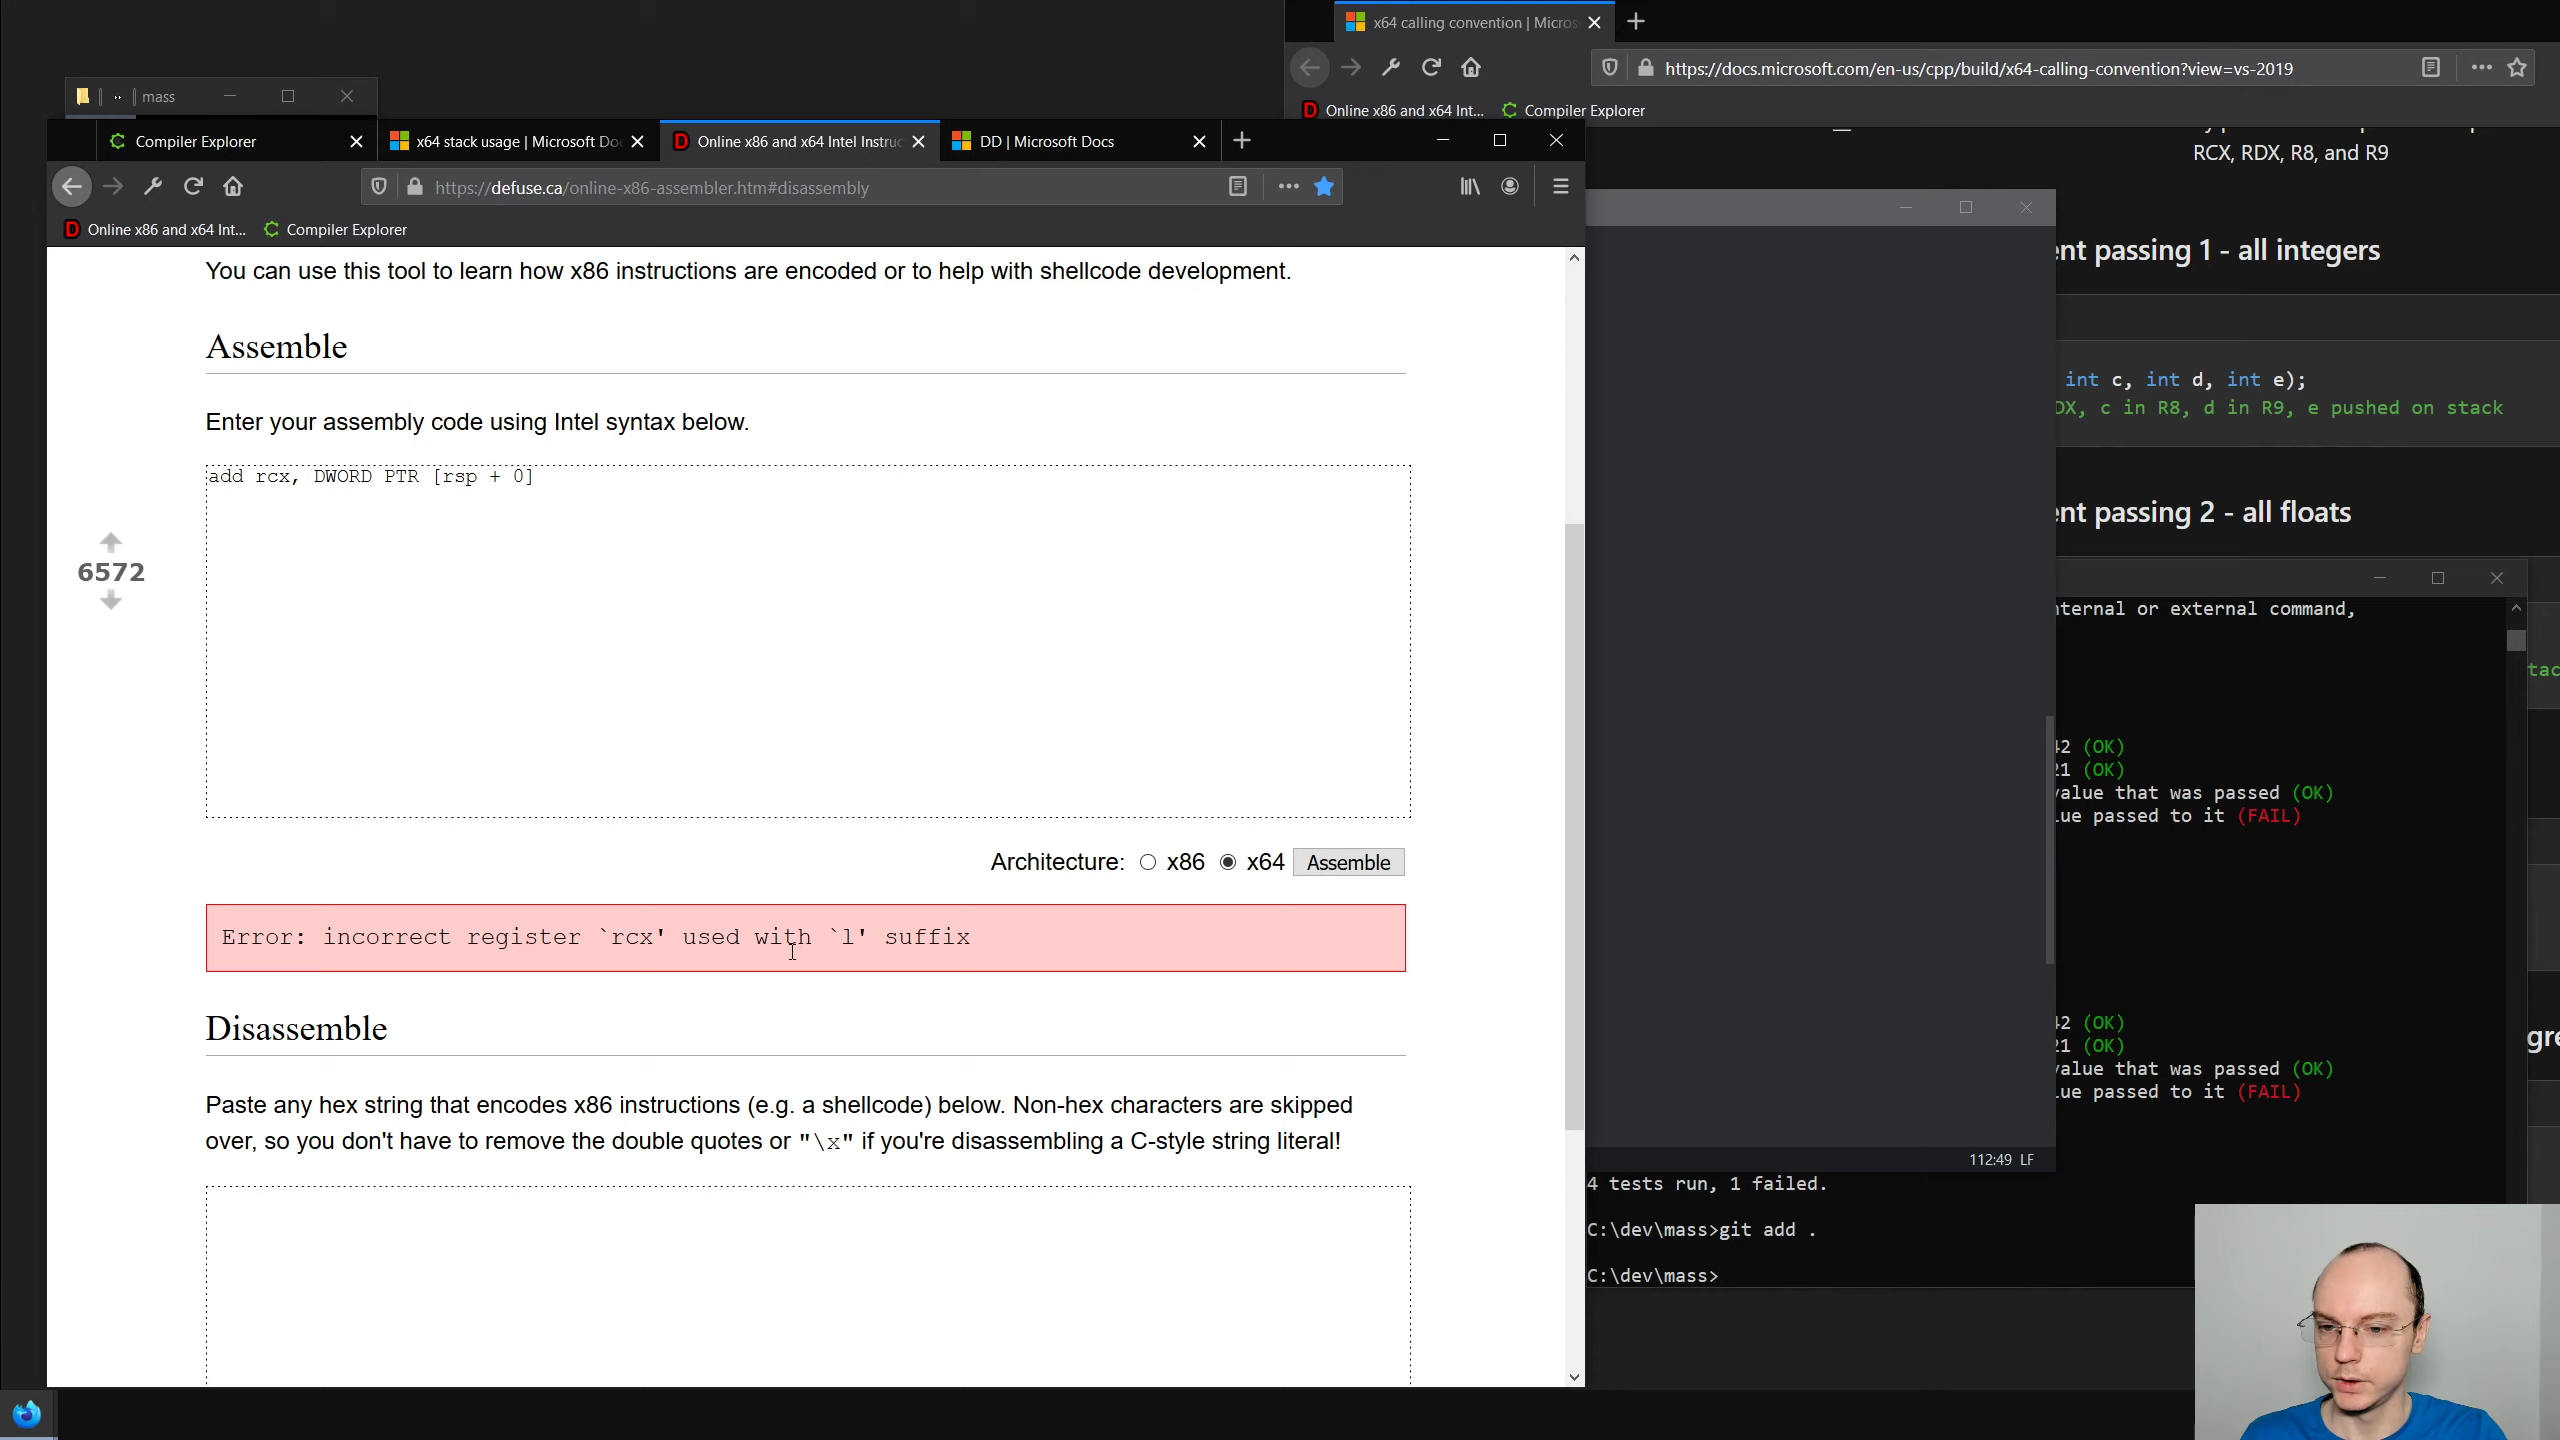 x64 calling convention | Micros
https://docs.microsoft.com/en-us/cpp/build/x64-calling-convention?view=vs-2019
Online x86 and x64 Int... Compiler Explorer
mass
Compiler Explorer
x64 stack usage | Microsoft Do
Online x86 and x64 Intel Instruc
DD | Microsoft Docs
https://defuse.ca/online-x86-assembler.htm#disassembly
Online x86 and x64 Int... Compiler Explorer
You can use this tool to learn how x86 instructions are encoded or to help with shellcode development.
Assemble
Enter your assembly code using Intel syntax below.
add rcx, DWORD PTR [rsp + 0]
6572
Architecture: x86 x64 Assemble
Error: incorrect register `rcx' used with `l' suffix
Disassemble
Paste any hex string that encodes x86 instructions (e.g. a shellcode) below. Non-hex characters are skipped
over, so you don't have to remove the double quotes or "\x" if you're disassembling a C-style string literal!
RCX, RDX, R8, and R9
ent passing 1 - all integers
int c, int d, int e);
DX, c in R8, d in R9, e pushed on stack
ent passing 2 - all floats
nternal or external command,
tac
42 (OK)
21 (OK)
value that was passed (OK)
lue passed to it (FAIL)
42 (OK)
21 (OK)
gre
value that was passed (OK)
lue passed to it (FAIL)
112:49 LF
4 tests run, 1 failed.
C:\dev\mass>git add .
C:\dev\mass>